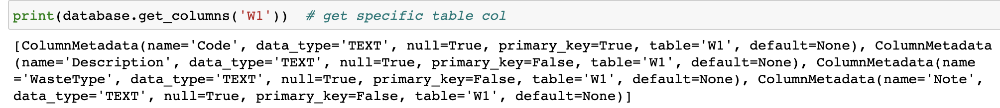 print(database.get_columns('W1'))  # get specific table col
[ColumnMetadata(name='Code', data_type='TEXT', null=True, primary_key=True, table='W1', default=None), ColumnMetadata
(name='Description', data_type='TEXT', null=True, primary_key=False, table='W1', default=None), ColumnMetadata(name
='WasteType', data_type='TEXT', null=True, primary_key=False, table='W1', default=None), ColumnMetadata(name='Note',
data_type='TEXT', null=True, primary_key=False, table='W1', default=None)]